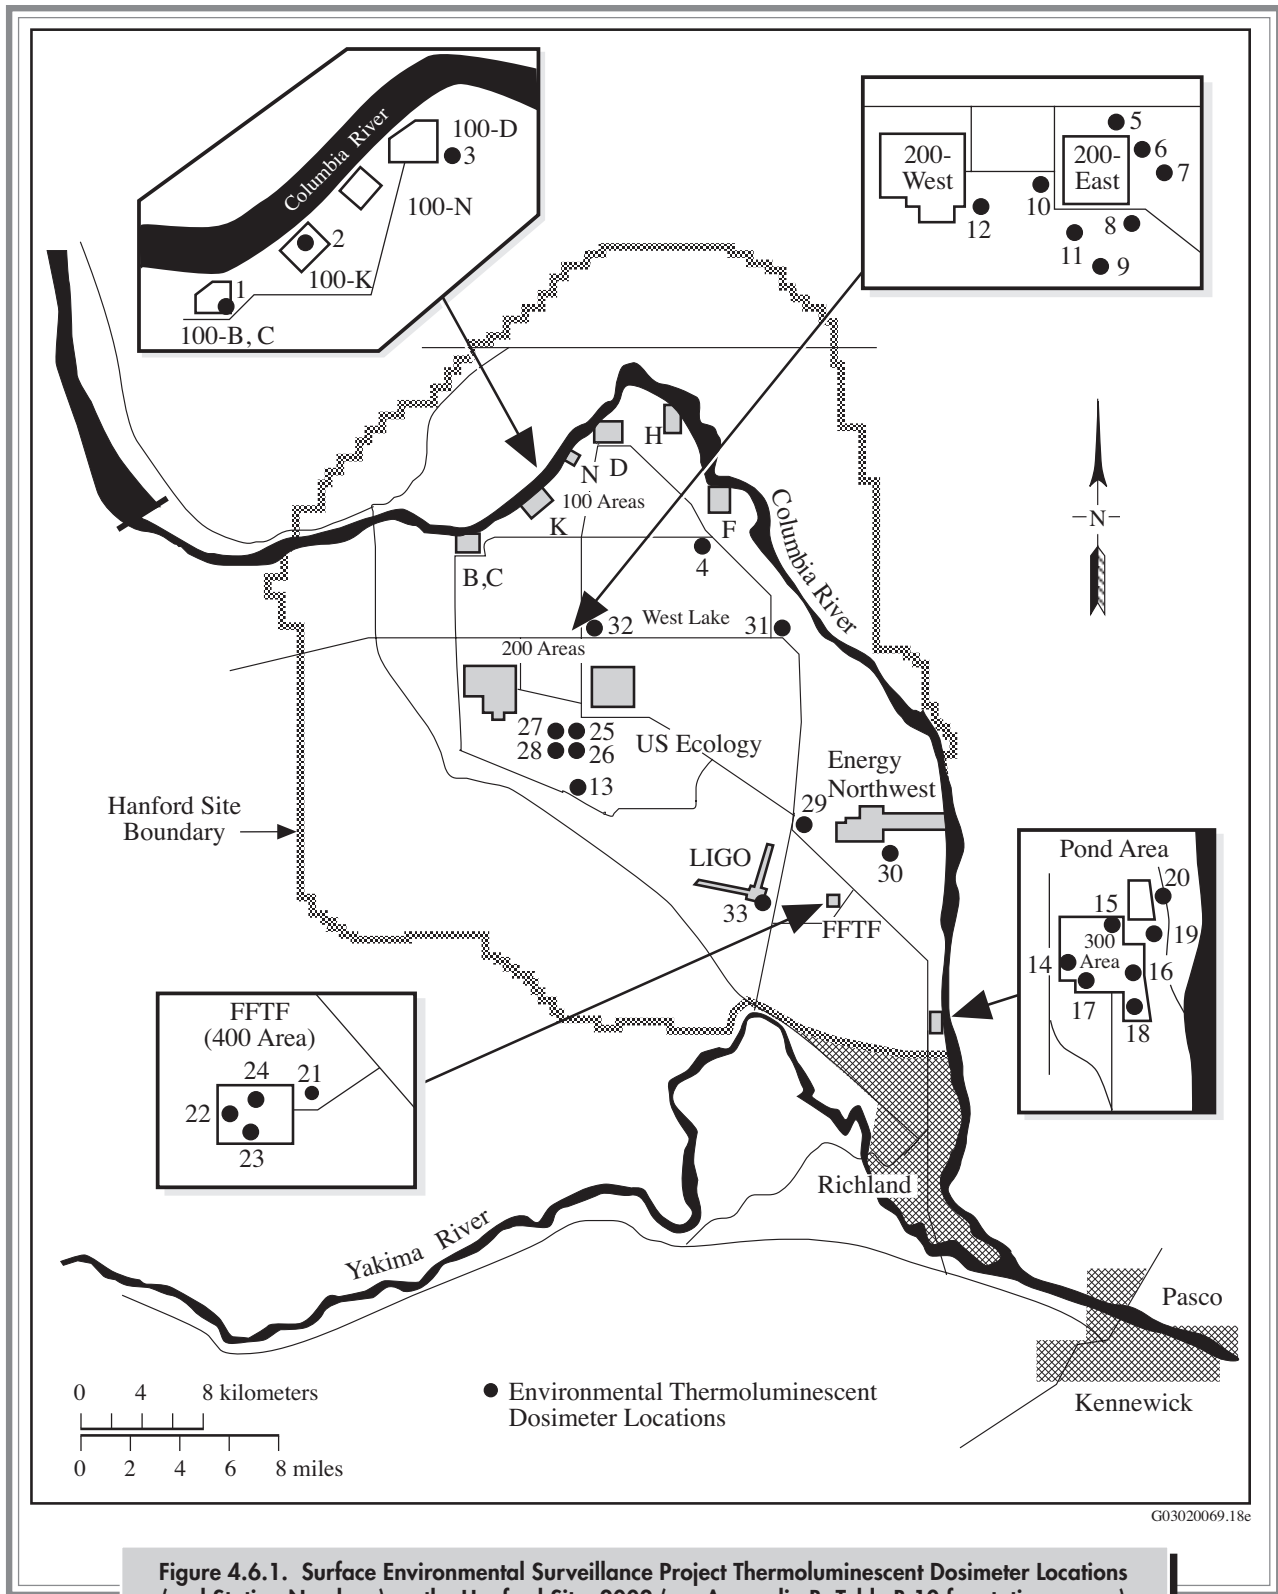 Columbia River
100-D
3
100-N
2
100-K
1
100-B, C
200-
West
200-
East
5
6
7
8
9
10
11
12
H
N D
100 Areas
K
F
B,C
4
Columbia River
N
32 West Lake 31
200 Areas
27 25
28 26
13
US Ecology
Energy
Northwest
29
30
Hanford Site
Boundary
LIGO
33
FFTF
Pond Area
20
15
19
300
Area
14
16
17
18
FFTF
(400 Area)
24 21
22
23
Richland
Yakima River
Pasco
Kennewick
0 4 8 kilometers
0 2 4 6 8 miles
Environmental Thermoluminescent
Dosimeter Locations
G03020069.18e
Figure 4.6.1. Surface Environmental Surveillance Project Thermoluminescent Dosimeter Locations